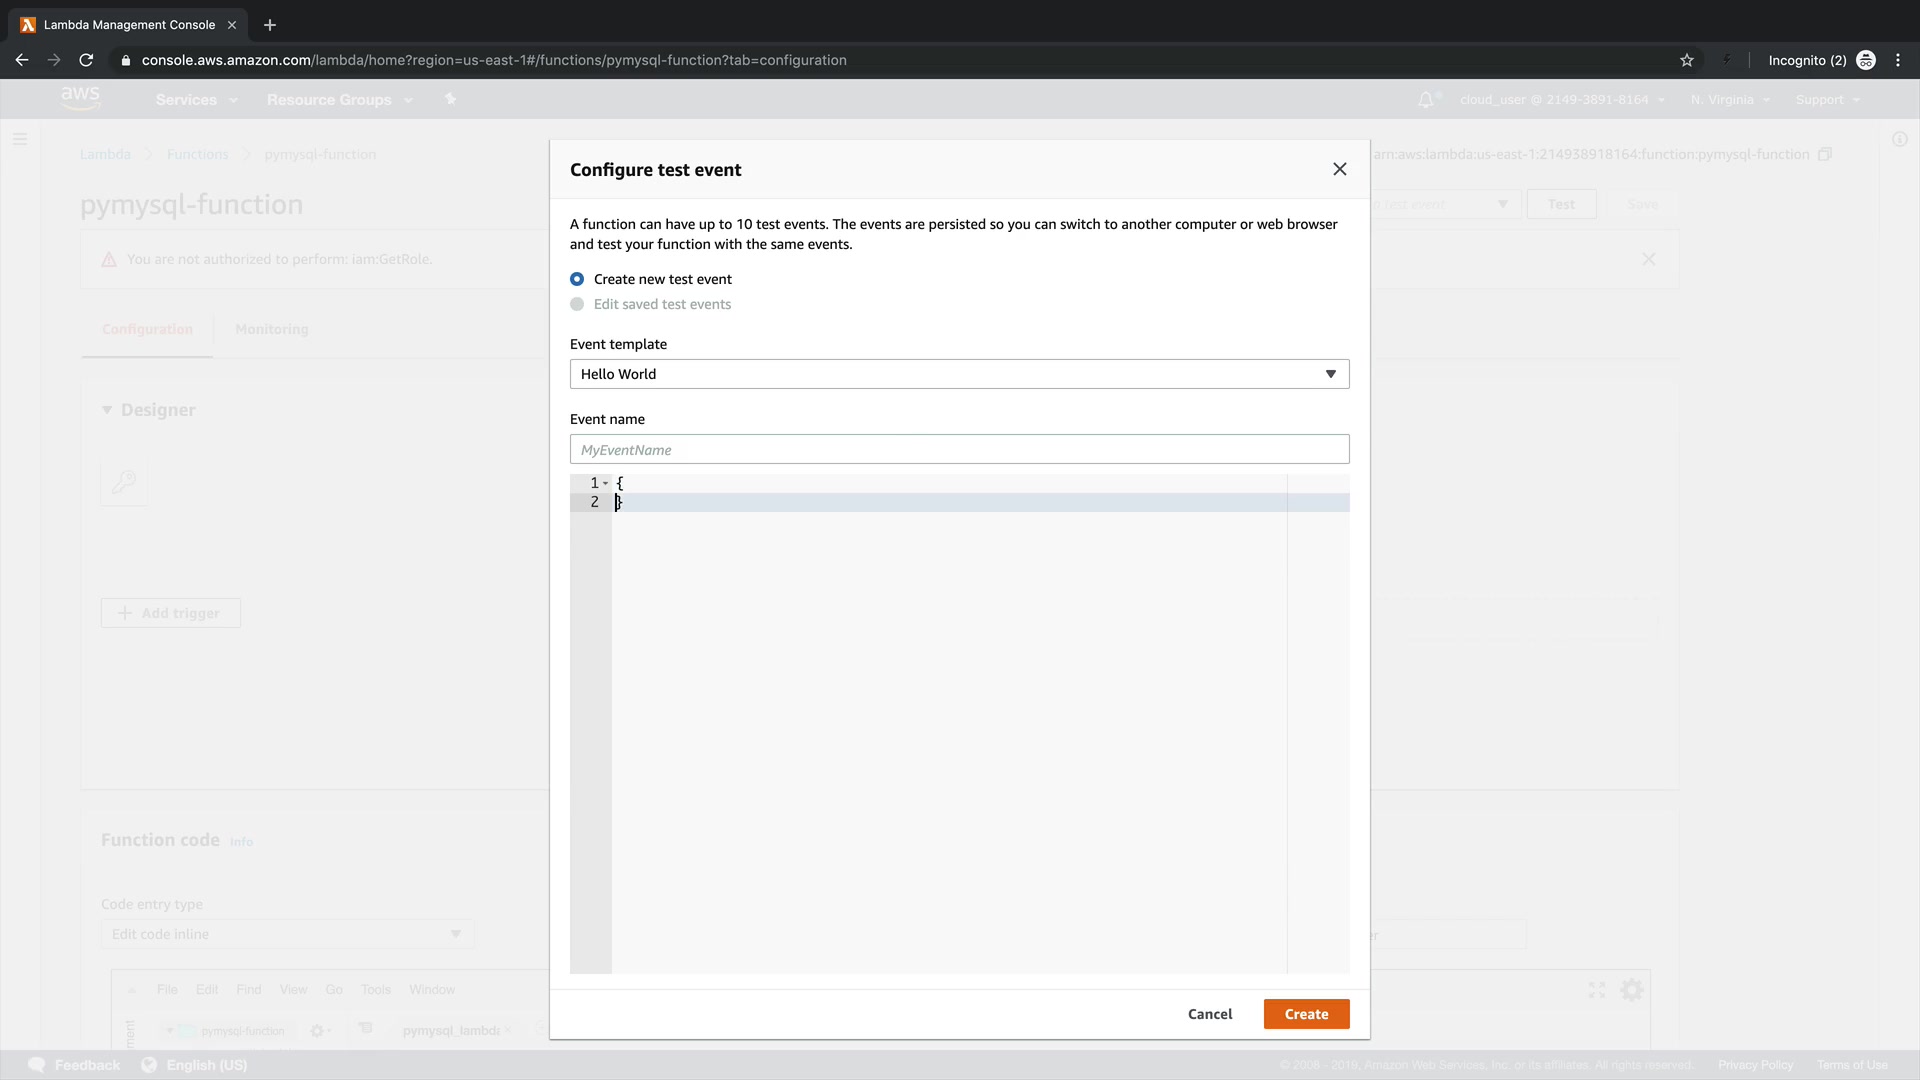 Lambda Management Console
console.aws.amazon.com/lambda/home?region=us-east-1#/functions/pymysql-function?tab=configuration
Incognito (2)
aws
Services
Resource Groups
cloud_user @ 2149-3891-8164
N. Virginia
Support
Lambda
Functions
pymysql-function
arn:aws:lambda:us-east-1:214938918164:function:pymysql-function
pymysql-function
test event
Test
Save
You are not authorized to perform: iam:GetRole.
Configuration
Monitoring
Designer
+ Add trigger
Configure test event
A function can have up to 10 test events. The events are persisted so you can switch to another computer or web browser
and test your function with the same events.
Create new test event
Edit saved test events
Event template
Hello World
Event name
MyEventName
1 {
2 }
Cancel
Create
Function code Info
Code entry type
Edit code inline
File Edit Find View Go Tools Window
pymysql-function
pymysql_lambda
Feedback
English (US)
© 2008 - 2019, Amazon Web Services, Inc. or its affiliates. All rights reserved.
Privacy Policy
Terms of Use